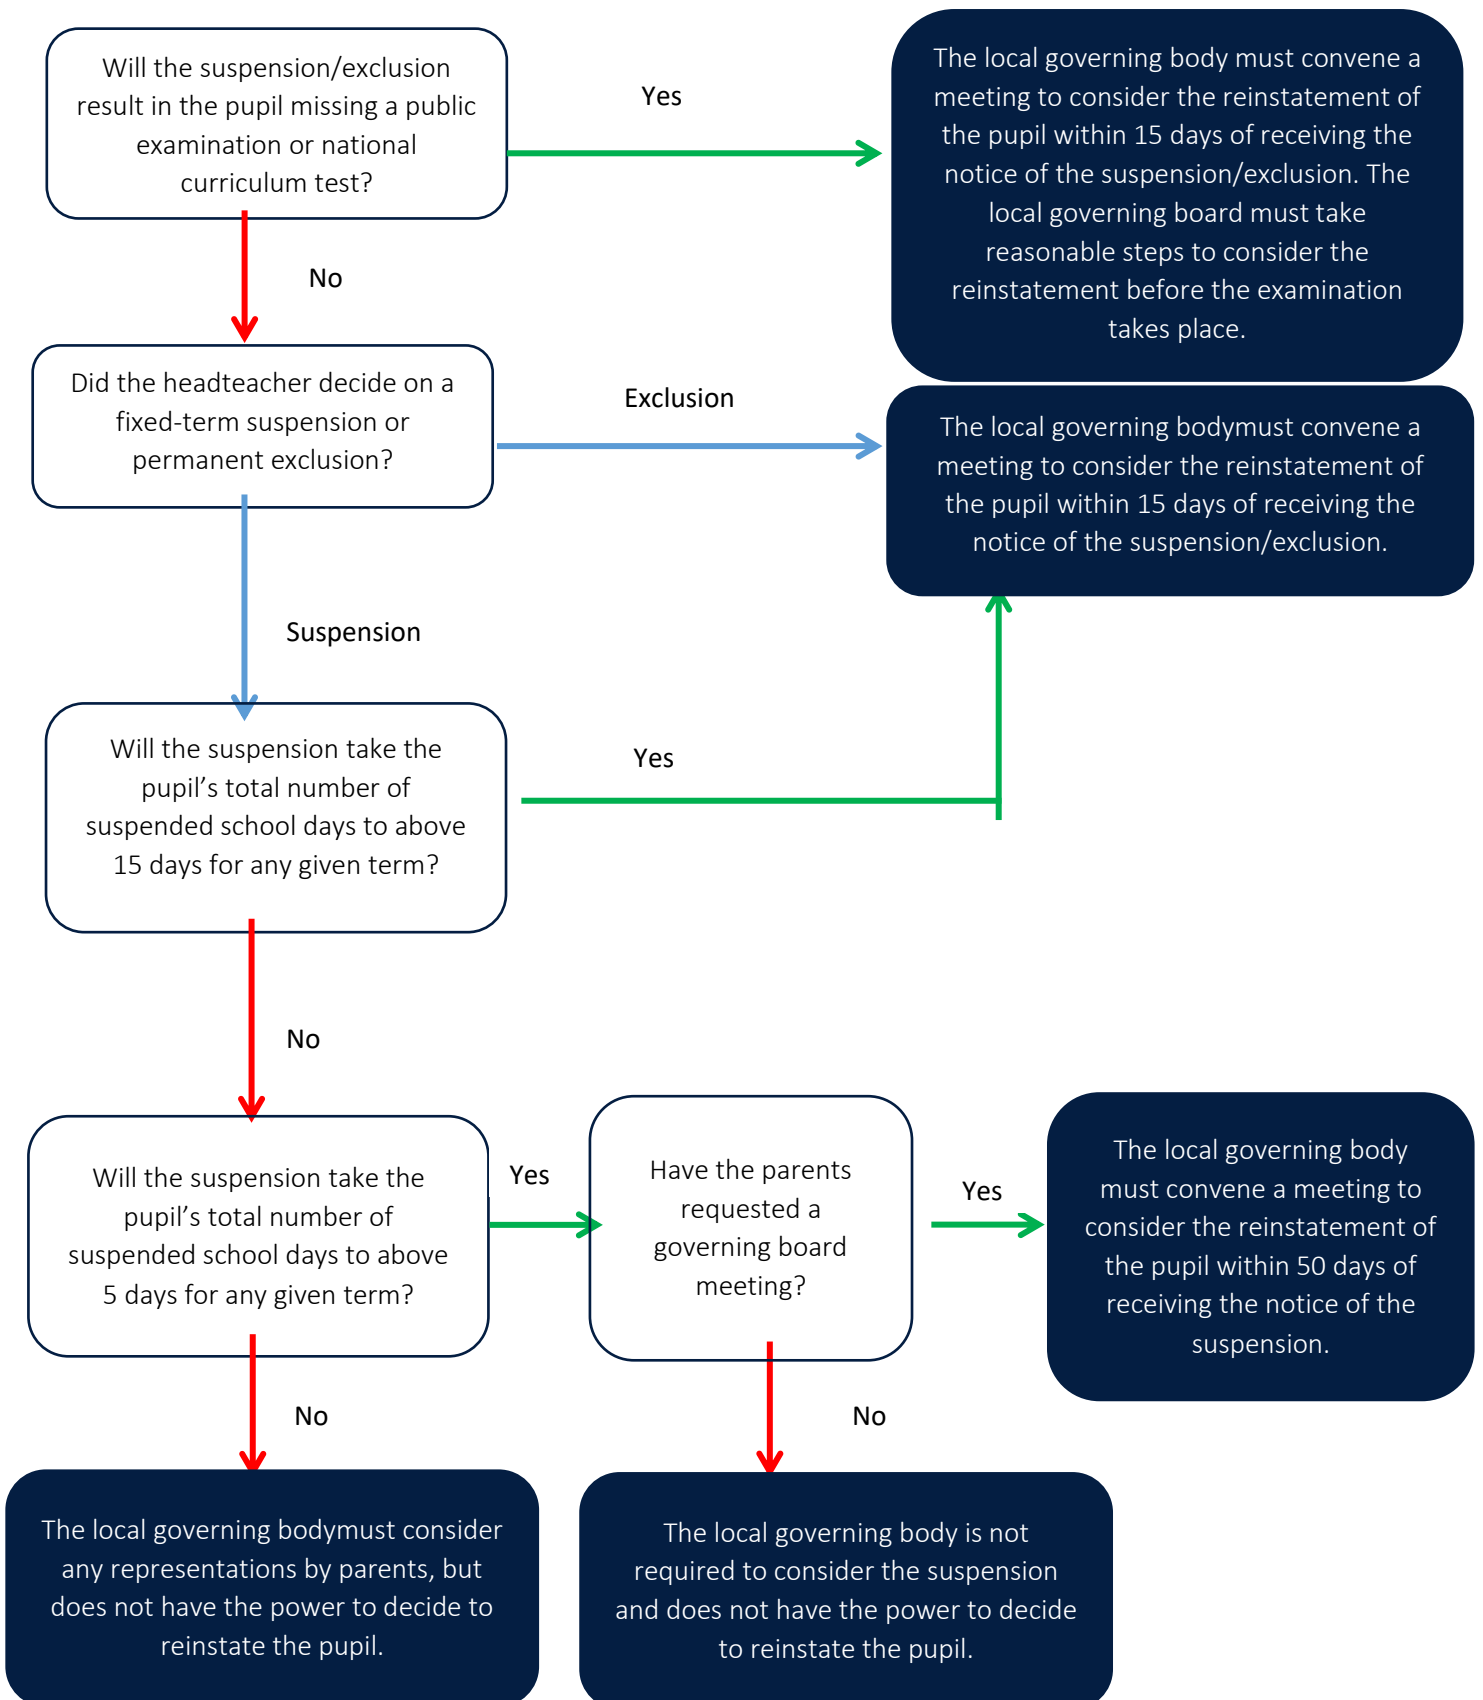 Will the suspension/exclusion
result in the pupil missing a public
examination or national
curriculum test?
Yes
The local governing body must convene a
meeting to consider the reinstatement of
the pupil within 15 days of receiving the
notice of the suspension/exclusion. The
local governing board must take
reasonable steps to consider the
reinstatement before the examination
takes place.
No
Did the headteacher decide on a
fixed-term suspension or
permanent exclusion?
Exclusion
The local governing bodymust convene a
meeting to consider the reinstatement of
the pupil within 15 days of receiving the
notice of the suspension/exclusion.
Suspension
Will the suspension take the
pupil’s total number of
suspended school days to above
15 days for any given term?
Yes
No
Will the suspension take the
pupil’s total number of
suspended school days to above
5 days for any given term?
Yes
Have the parents
requested a
governing board
meeting?
Yes
The local governing body
must convene a meeting to
consider the reinstatement of
the pupil within 50 days of
receiving the notice of the
suspension.
No
No
The local governing bodymust consider
any representations by parents, but
does not have the power to decide to
reinstate the pupil.
The local governing body is not
required to consider the suspension
and does not have the power to decide
to reinstate the pupil.